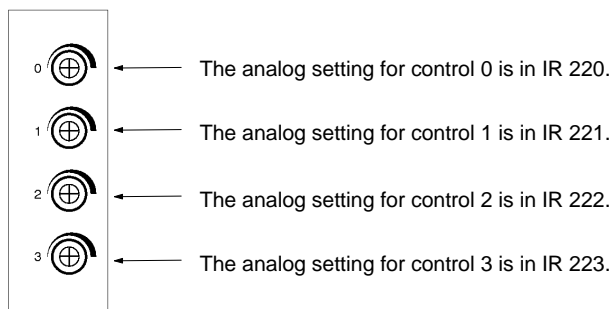 0 The analog setting for control 0 is in IR 220.
1 The analog setting for control 1 is in IR 221.
2 The analog setting for control 2 is in IR 222.
3 The analog setting for control 3 is in IR 223.